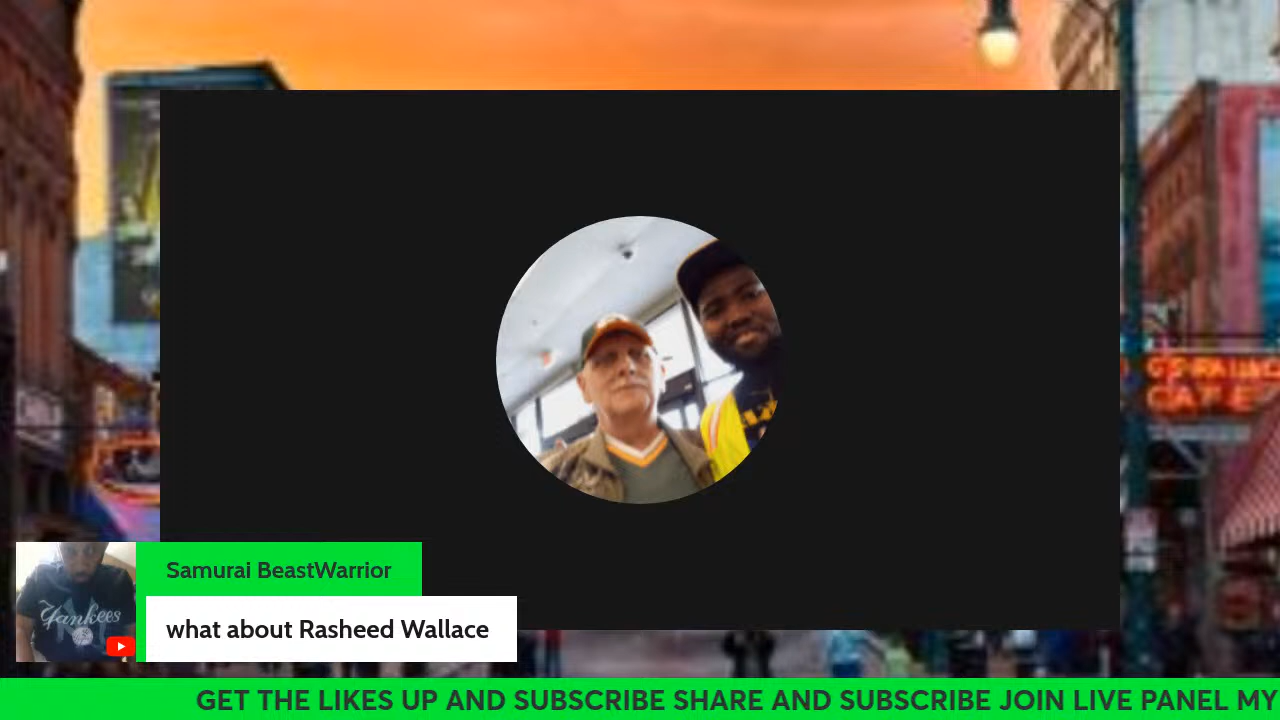 Samurai BeastWarrior
Yankees
what about Rasheed Wallace
GET THE LIKES UP AND SUBSCRIBE SHARE AND SUBSCRIBE JOIN LIVE PANEL MY